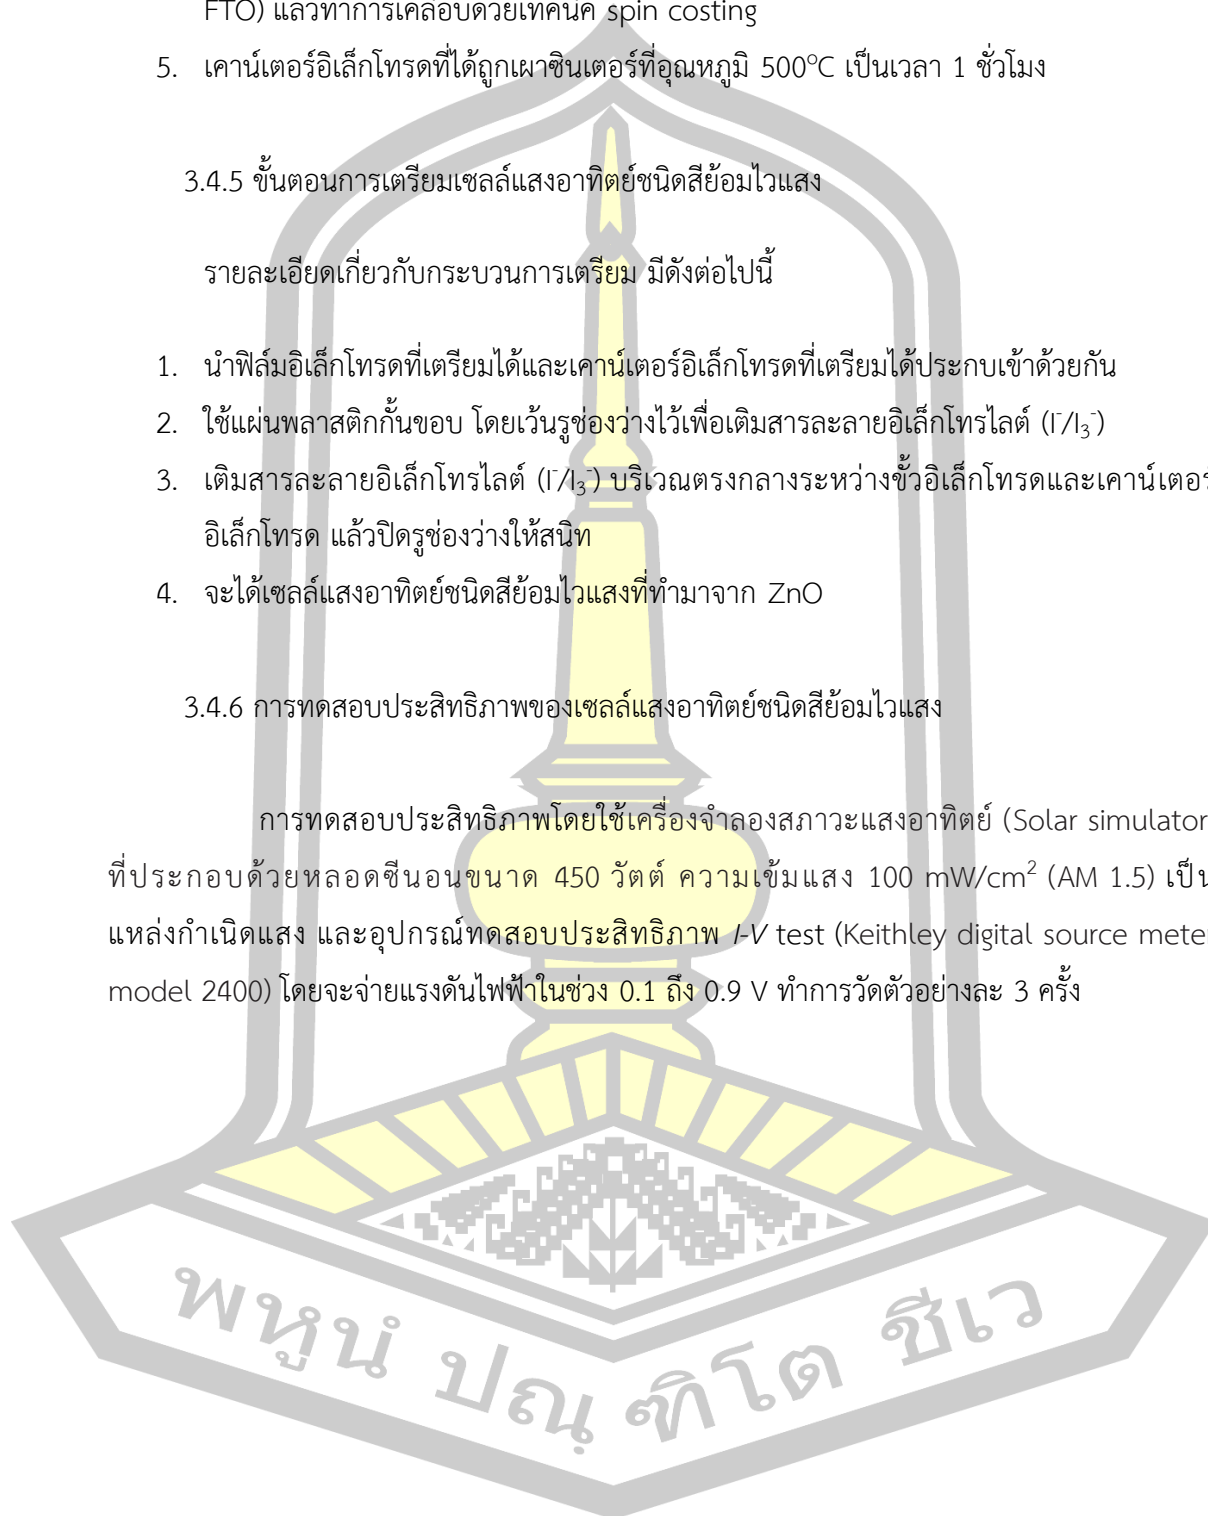 FTO) แล้วทำการเคลือบด้วยเทคนิค spin costing
5. เคาน์เตอร์อิเล็กโทรดที่ได้ถูกเผาซินเตอร์ที่อุณหภูมิ 500°C เป็นเวลา 1 ชั่วโมง
3.4.5 ขั้นตอนการเตรียมเซลล์แสงอาทิตย์ชนิดสีย้อมไวแสง
รายละเอียดเกี่ยวกับกระบวนการเตรียม มีดังต่อไปนี้
1. นำฟิล์มอิเล็กโทรดที่เตรียมได้และเคาน์เตอร์อิเล็กโทรดที่เตรียมได้ประกบเข้าด้วยกัน
2. ใช้แผ่นพลาสติกกั้นขอบ โดยเว้นรูช่องว่างไว้เพื่อเติมสารละลายอิเล็กโทรไลต์ (I⁻/I₃⁻)
3. เติมสารละลายอิเล็กโทรไลต์ (I⁻/I₃⁻) บริเวณตรงกลางระหว่างขั้วอิเล็กโทรดและเคาน์เตอร์
อิเล็กโทรด แล้วปิดรูช่องว่างให้สนิท
4. จะได้เซลล์แสงอาทิตย์ชนิดสีย้อมไวแสงที่ทำมาจาก ZnO
3.4.6 การทดสอบประสิทธิภาพของเซลล์แสงอาทิตย์ชนิดสีย้อมไวแสง
การทดสอบประสิทธิภาพโดยใช้เครื่องจำลองสภาวะแสงอาทิตย์ (Solar simulator
ที่ประกอบด้วยหลอดซีนอนขนาด 450 วัตต์ ความเข้มแสง 100 mW/cm² (AM 1.5) เป็น
แหล่งกำเนิดแสง และอุปกรณ์ทดสอบประสิทธิภาพ I-V test (Keithley digital source meter
model 2400) โดยจะจ่ายแรงดันไฟฟ้าในช่วง 0.1 ถึง 0.9 V ทำการวัดตัวอย่างละ 3 ครั้ง
พหูนํ ปณฺฑิโต ชีเว